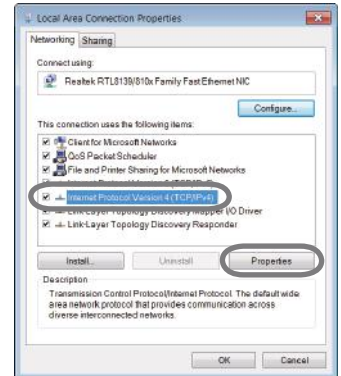 Local Area Connection Properties
Networking Sharing
Connect using:
Realtek RTL8139/810x Family Fast Ethernet NIC
Configure...
This connection uses the following items:
Client for Microsoft Networks
QoS Packet Scheduler
File and Printer Sharing for Microsoft Networks
Internet Protocol Version 4 (TCP/IPv4)
Link-Layer Topology Discovery Mapper I/O Driver
Link-Layer Topology Discovery Responder
Install... Uninstall Properties
Description
Transmission Control Protocol/Internet Protocol. The default wide
area network protocol that provides communication across
diverse interconnected networks.
OK Cancel